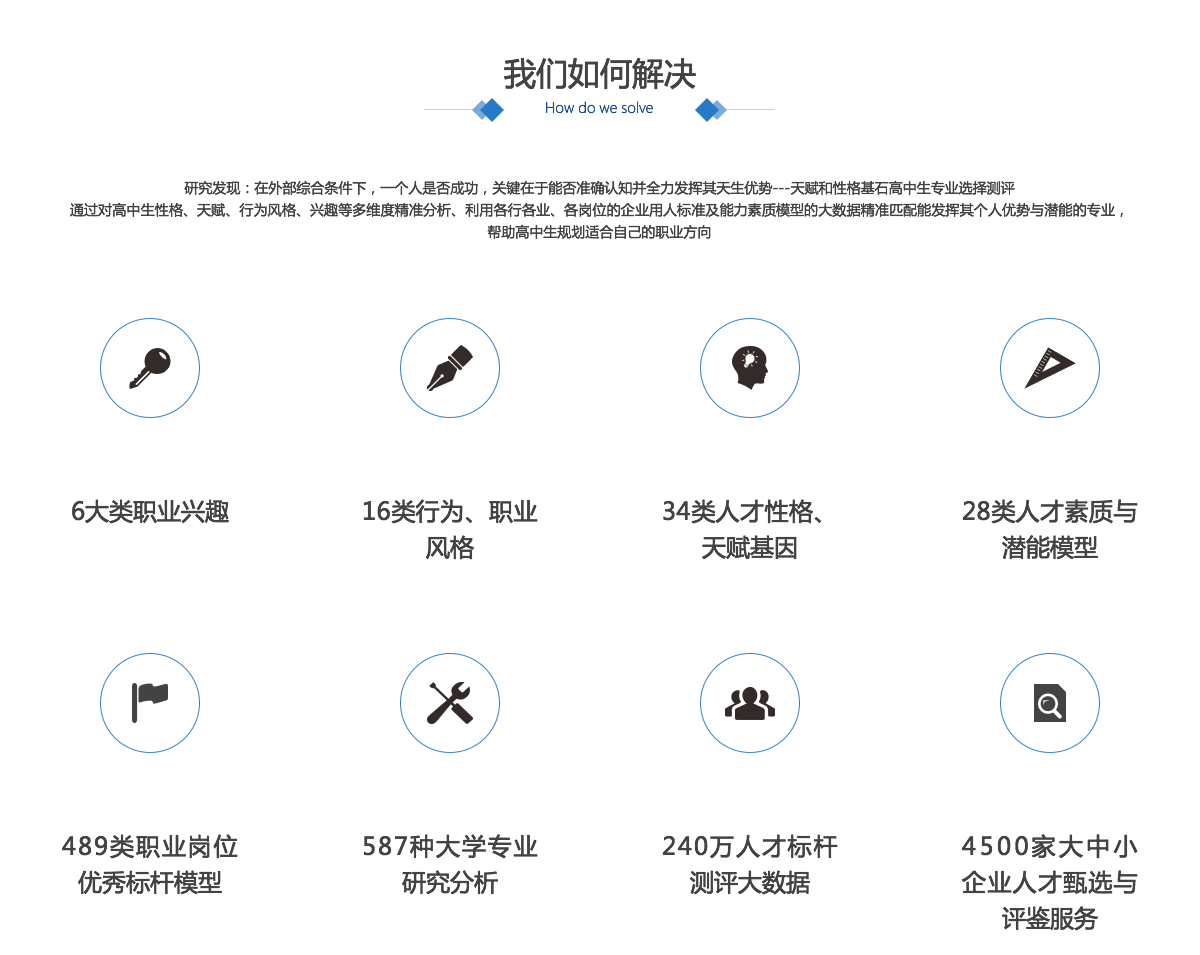 我们如何解决
How do we solve
研究发现：在外部综合条件下，一个人是否成功，关键在于能否准确认知并全力发挥其天生优势---天赋和性格基石高中生专业选择测评
通过对高中生性格、天赋、行为风格、兴趣等多维度精准分析、利用各行各业、各岗位的企业用人标准及能力素质模型的大数据精准匹配能发挥其个人优势与潜能的专业，
帮助高中生规划适合自己的职业方向
6大类职业兴趣
16类行为、职业
风格
34类人才性格、
天赋基因
28类人才素质与
潜能模型
489类职业岗位
优秀标杆模型
587种大学专业
研究分析
240万人才标杆
测评大数据
4500家大中小
企业人才甄选与
评鉴服务